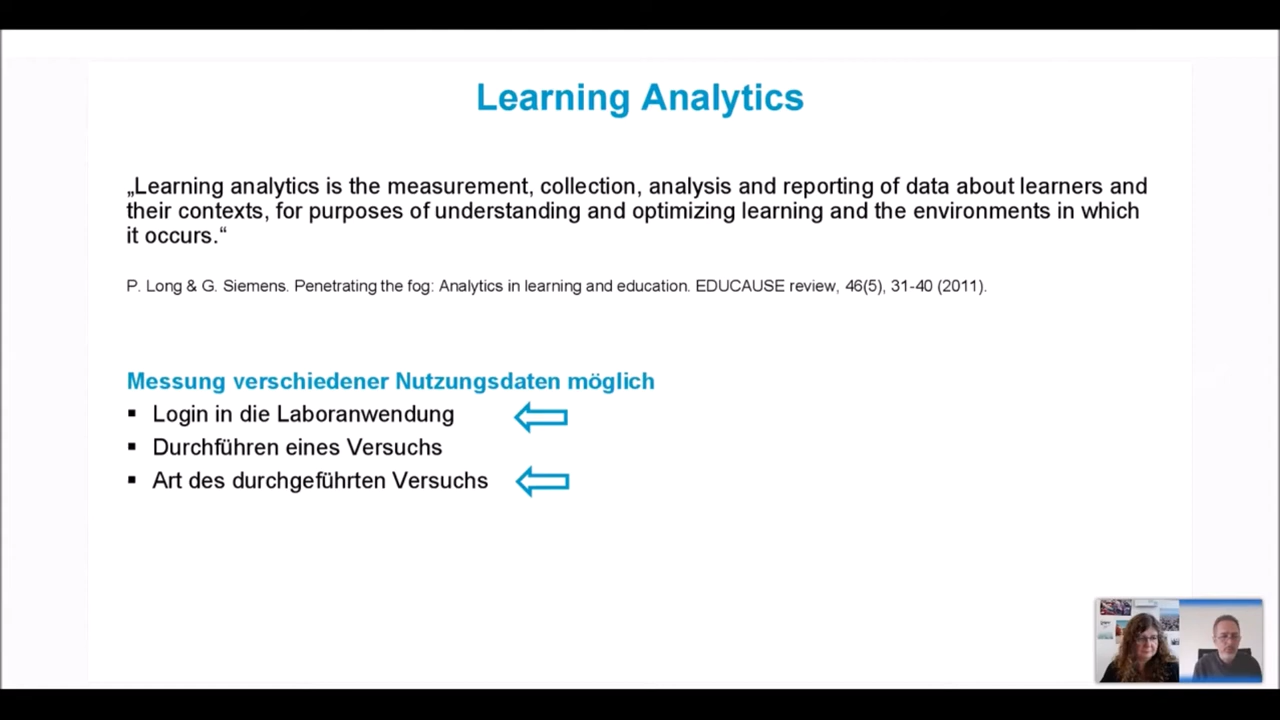 Learning Analytics
„Learning analytics is the measurement, collection, analysis and reporting of data about learners and
their contexts, for purposes of understanding and optimizing learning and the environments in which
it occurs.“
P. Long & G. Siemens. Penetrating the fog: Analytics in learning and education. EDUCAUSE review, 46(5), 31-40 (2011).
Messung verschiedener Nutzungsdaten möglich
▪ Login in die Laboranwendung
▪ Durchführen eines Versuchs
▪ Art des durchgeführten Versuchs